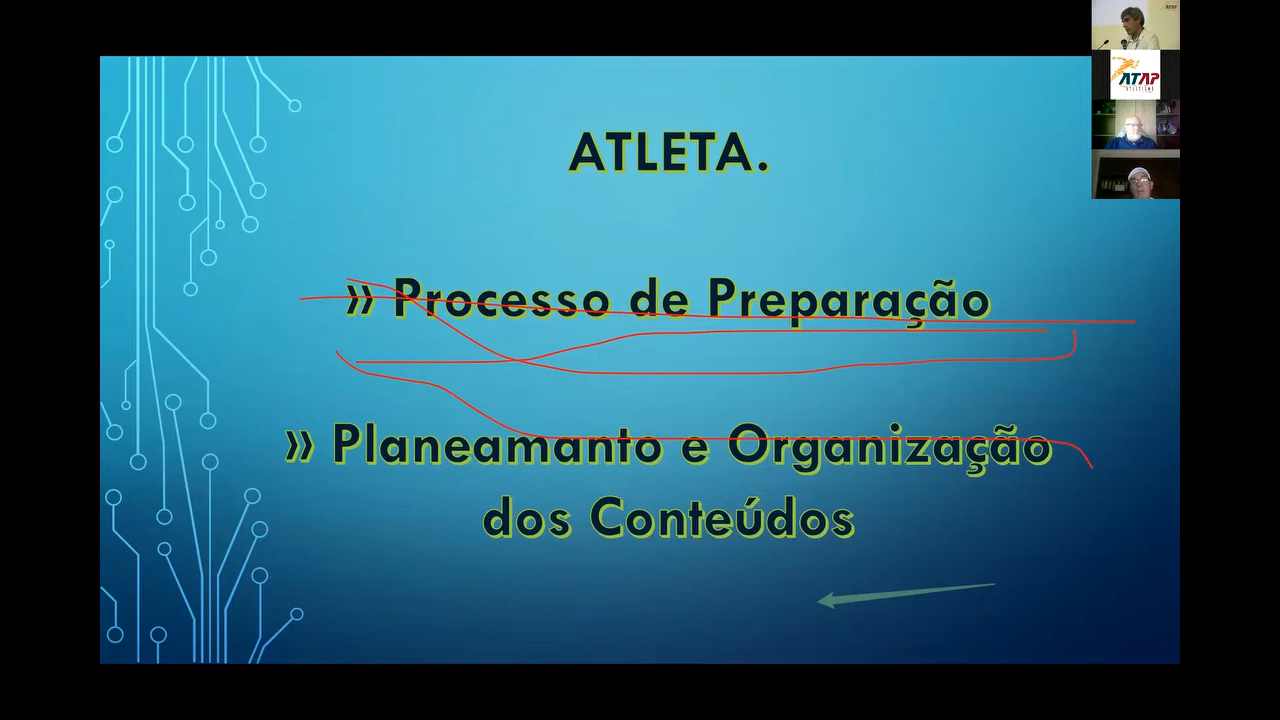 ATLETA.
» Processo de Preparação
» Planeamanto e Organização
dos Conteúdos
ATAP